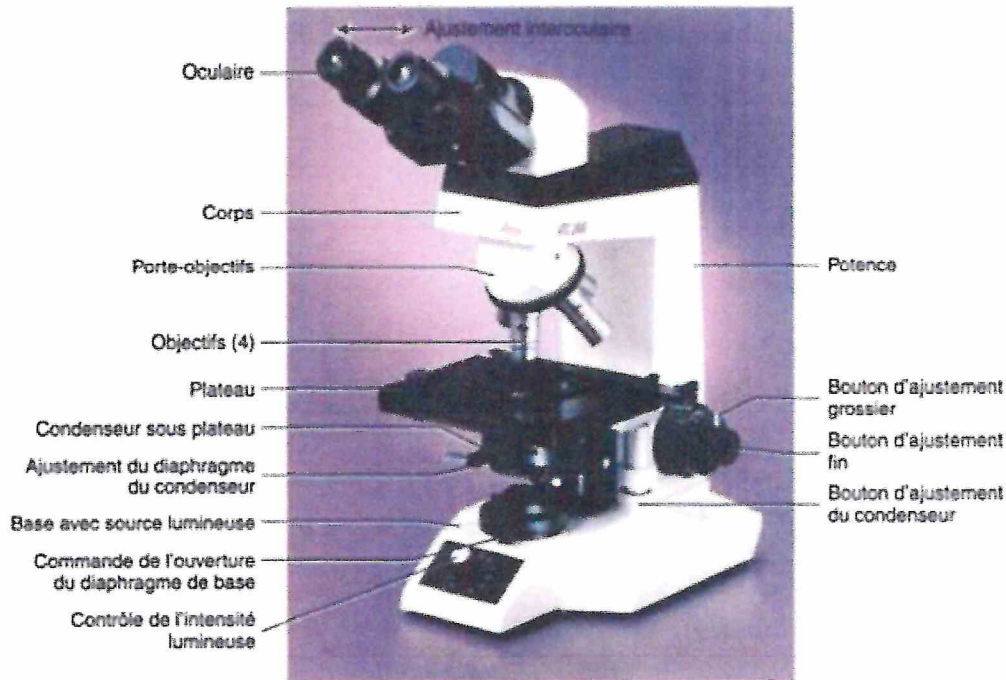 Ajustement interoculaire
Oculaire
Corps
Porte-objectifs
Potence
Objectifs (4)
Plateau
Bouton d'ajustement
grossier
Condenseur sous plateau
Bouton d'ajustement
fin
Ajustement du diaphragme
du condenseur
Bouton d'ajustement
du condenseur
Base avec source lumineuse
Commande de l'ouverture
du diaphragme de base
Contrôle de l'intensité
lumineuse